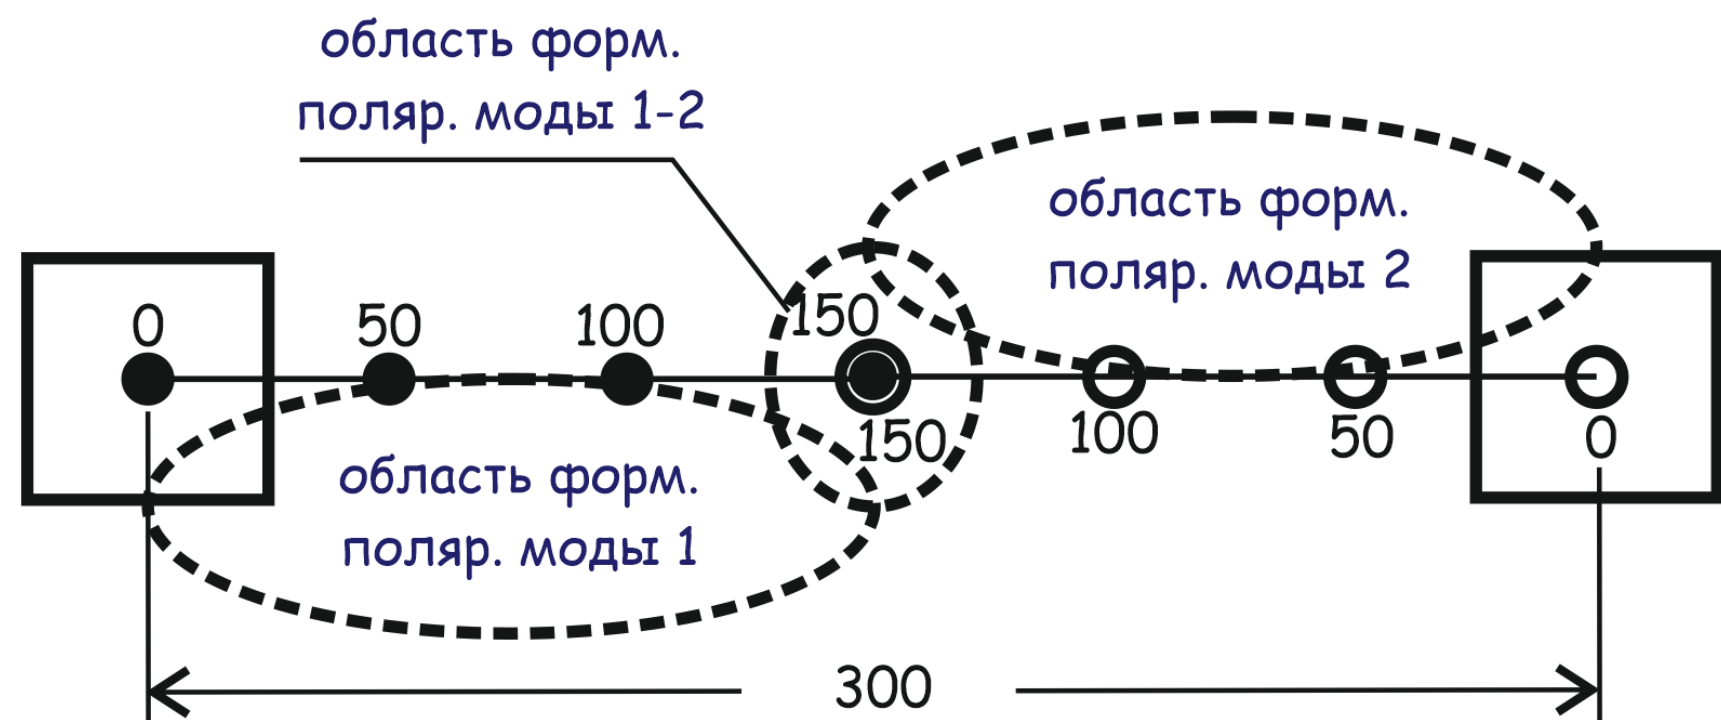 область форм.
поляр. моды 1-2
область форм.
поляр. моды 2
0
50
100
150
150
100
50
0
область форм.
поляр. моды 1
300